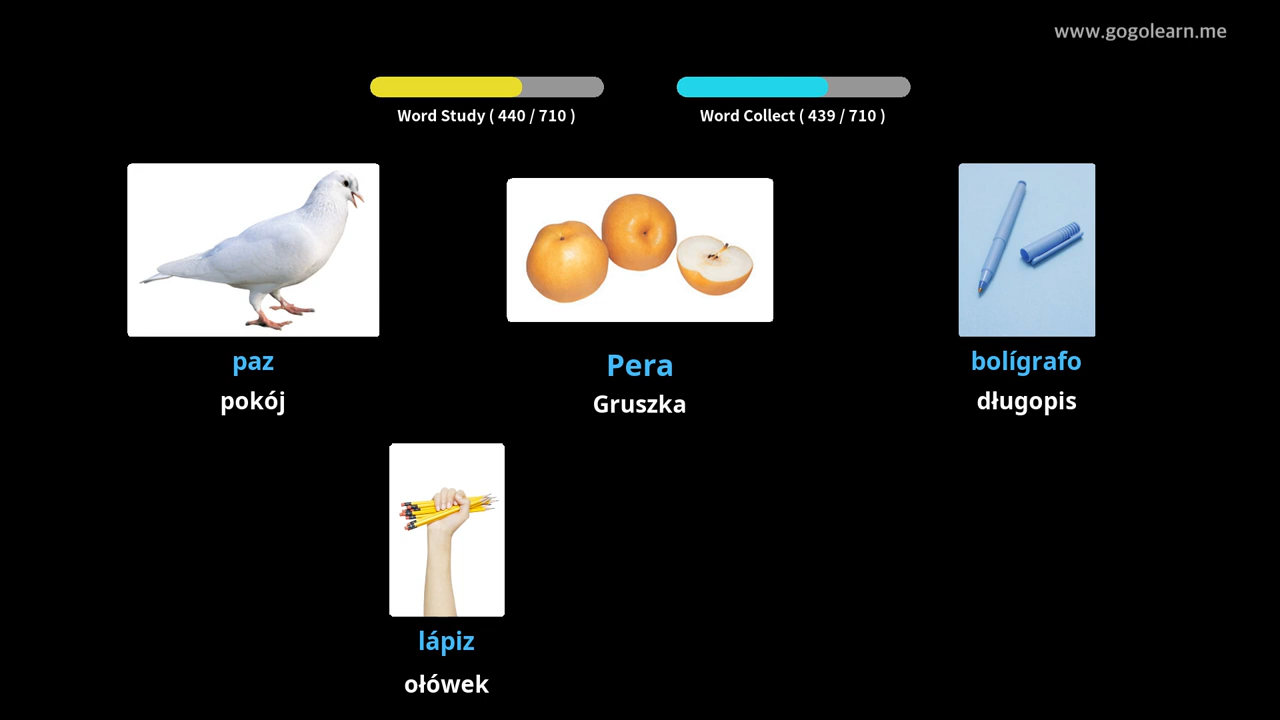 www.gogolearn.me
Word Study ( 440 / 710 )
Word Collect ( 439 / 710 )
paz
pokój
Pera
Gruszka
bolígrafo
długopis
lápiz
ołówek